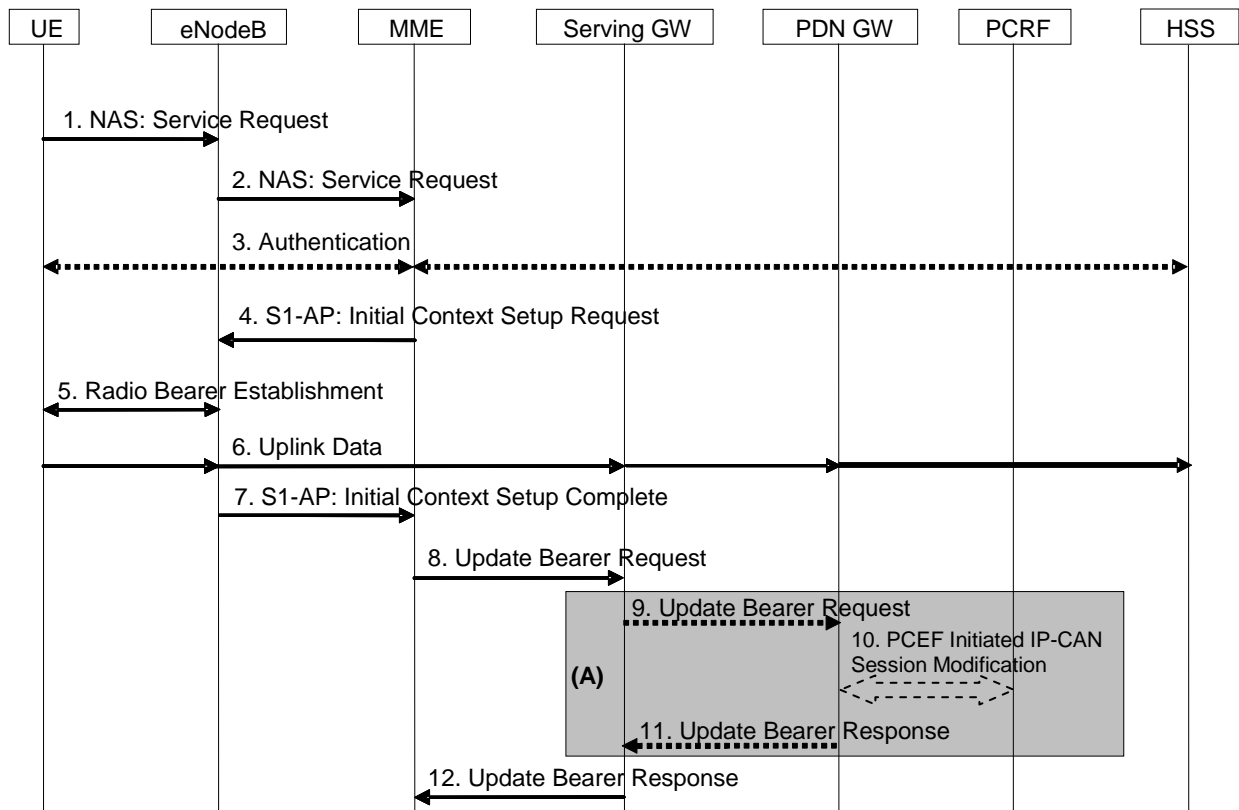 UE eNodeB MME Serving GW PDN GW PCRF HSS
1. NAS: Service Request
2. NAS: Service Request
3. Authentication
4. S1-AP: Initial Context Setup Request
5. Radio Bearer Establishment
6. Uplink Data
7. S1-AP: Initial Context Setup Complete
8. Update Bearer Request
9. Update Bearer Request
10. PCEF Initiated IP-CAN
Session Modification
(A)
11. Update Bearer Response
12. Update Bearer Response